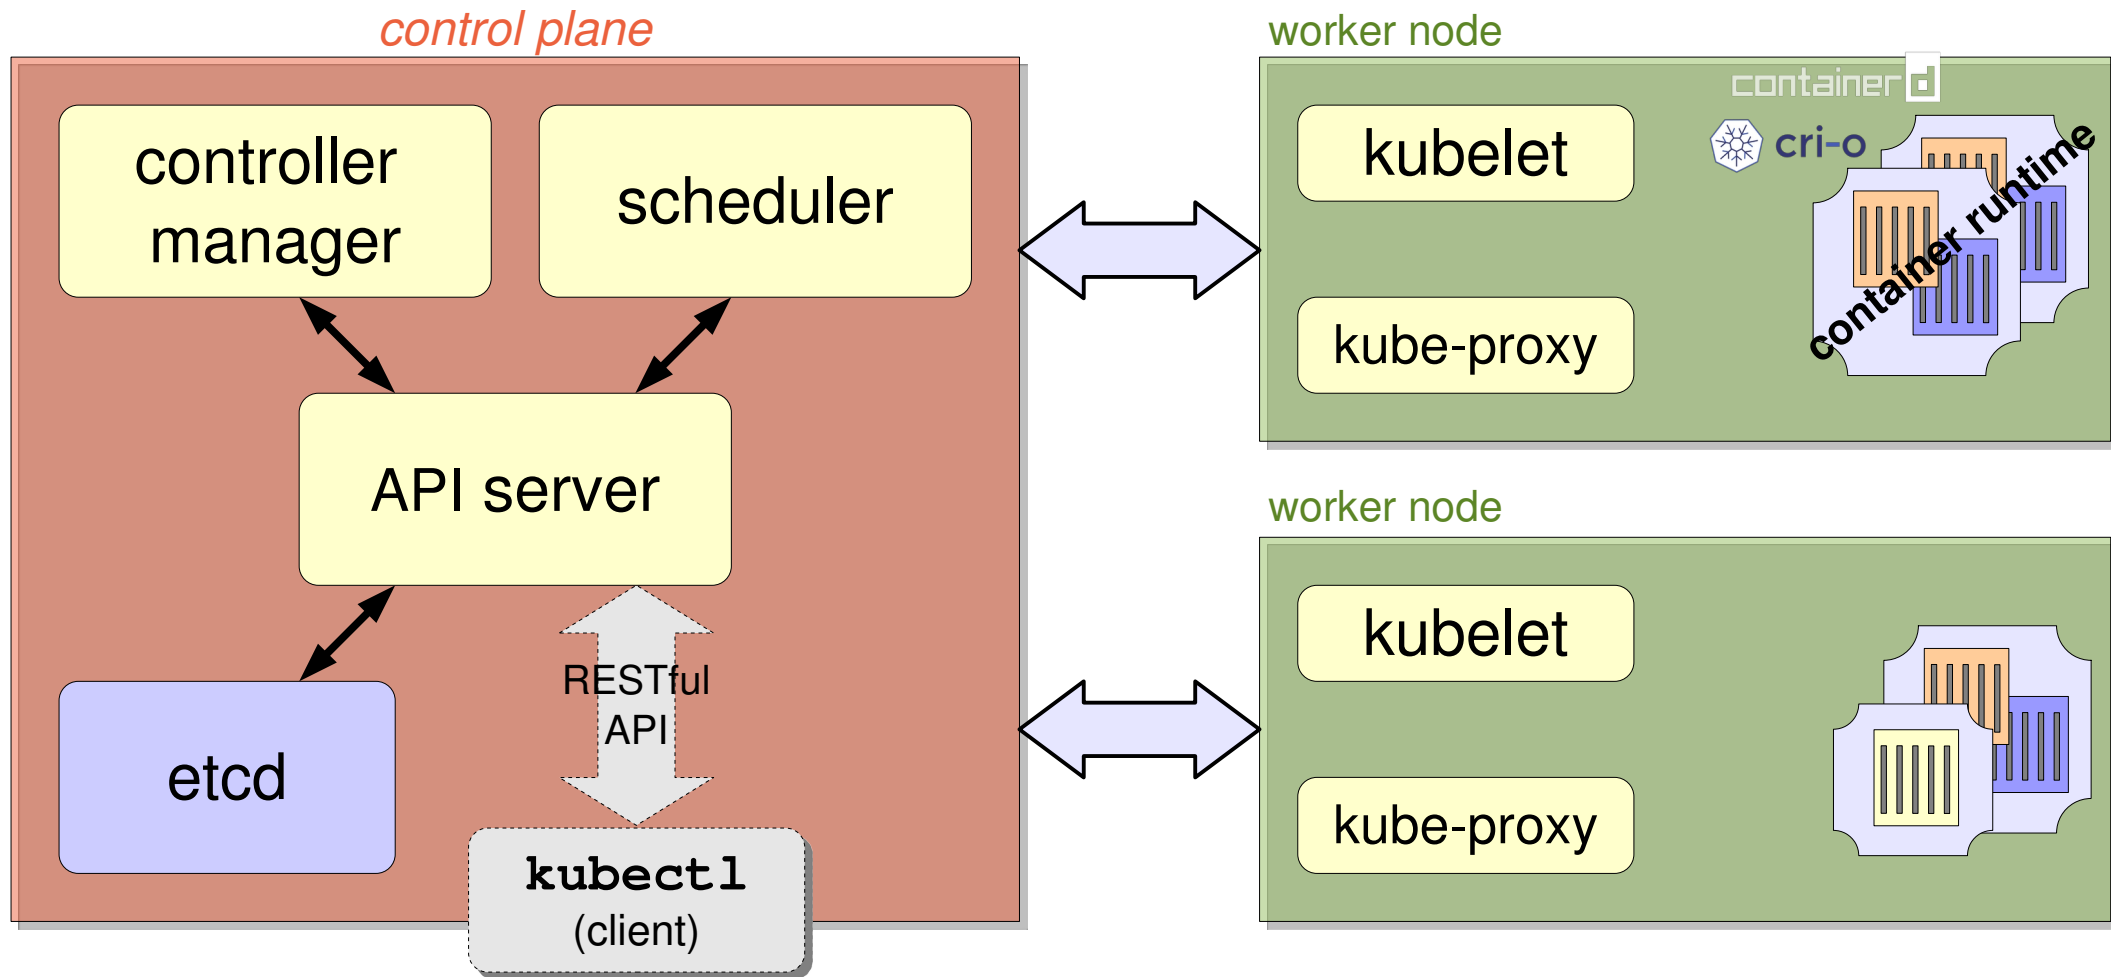 control plane
controller
manager
scheduler
API server
etcd
RESTful
API
kubectl
(client)
worker node
containerd
cri-o
kubelet
kube-proxy
container runtime
worker node
kubelet
kube-proxy